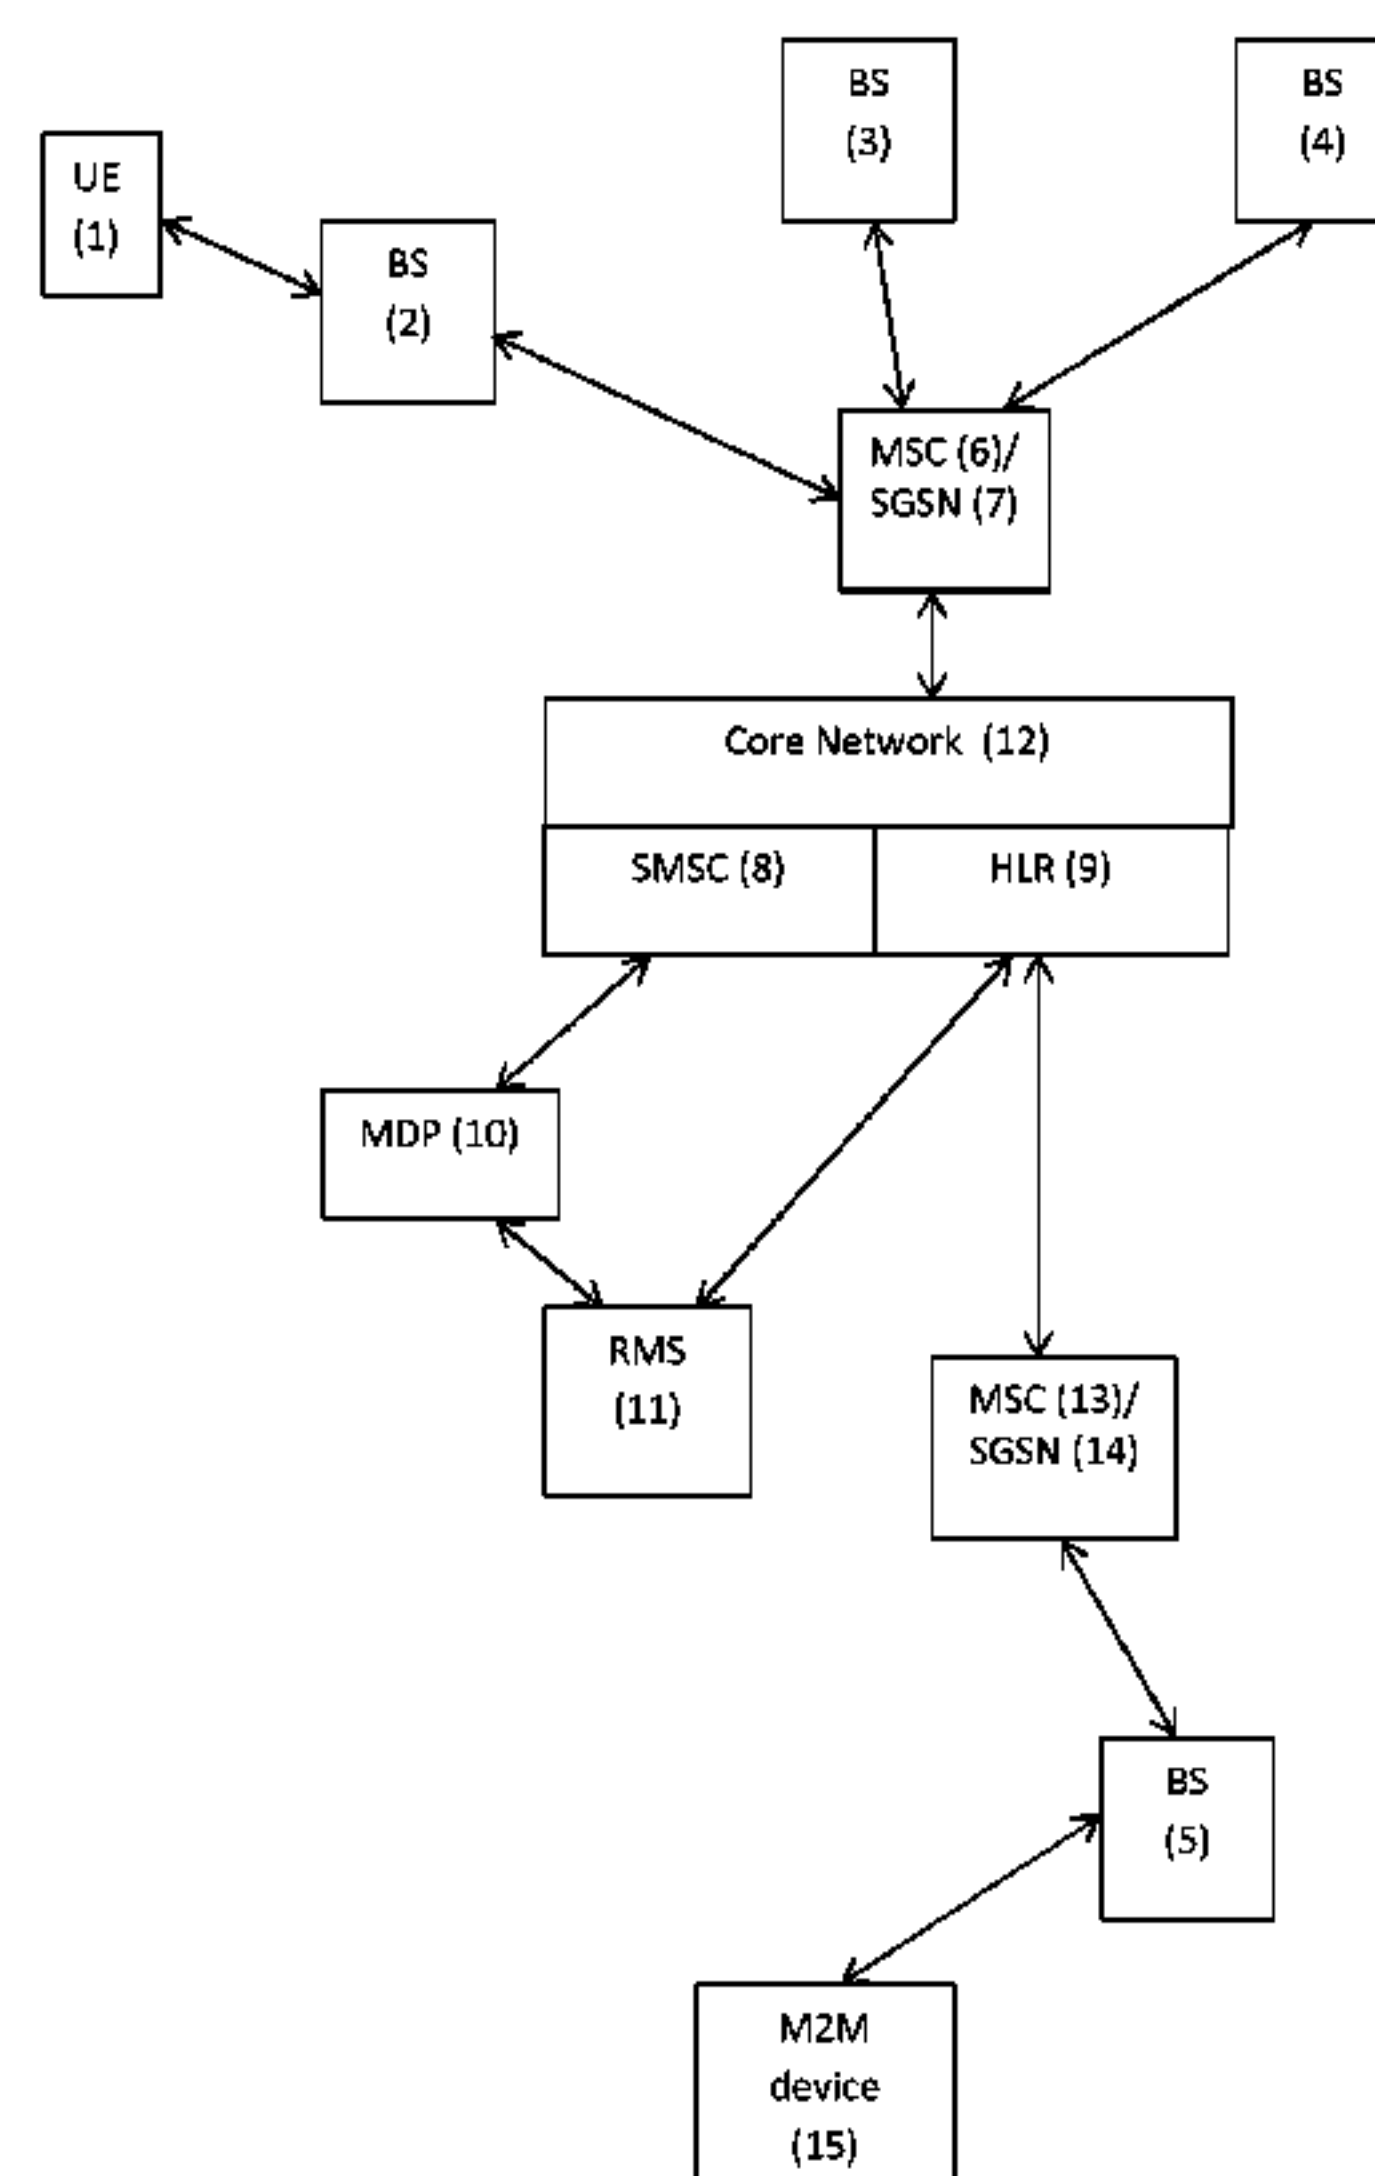 BS
(3)
BS
(4)
UE
(1)
BS
(2)
MSC (6)/
SGSN (7)
Core Network (12)
SMSC (8)
HLR (9)
MDP (10)
RMS
(11)
MSC (13)/
SGSN (14)
BS
(5)
M2M
device
(15)